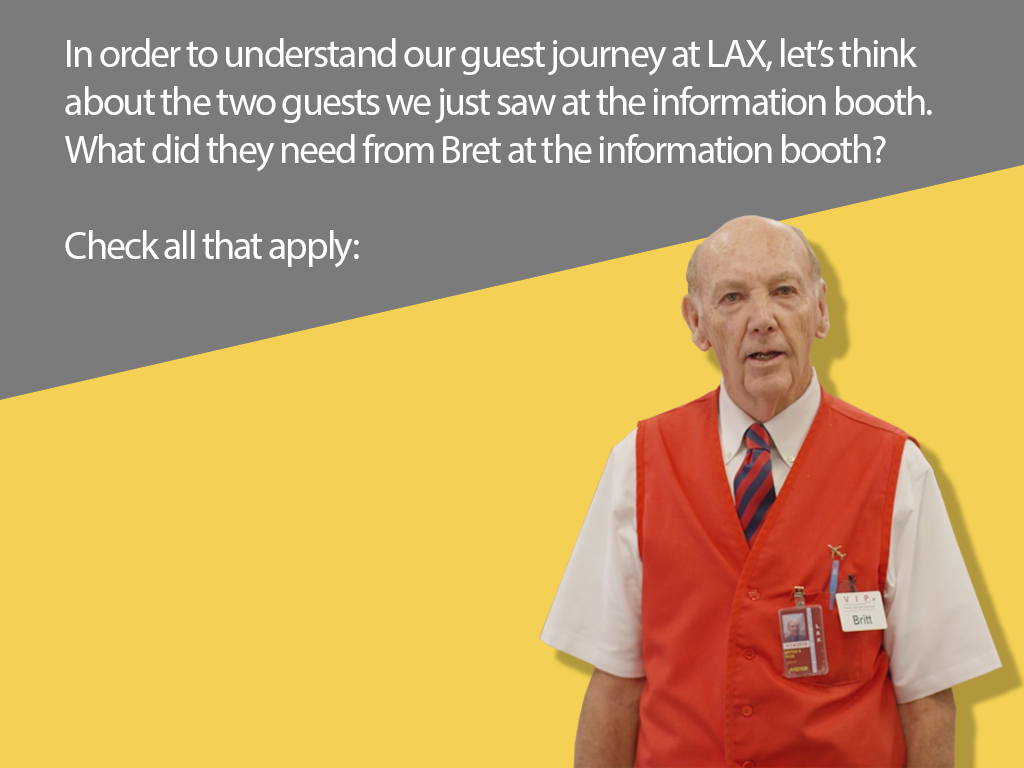 In order to understand our guest journey at LAX, let's think
about the two guests we just saw at the information booth.
What did they need from Bret at the information booth?
Check all that apply:
V I P
Britt
LAX